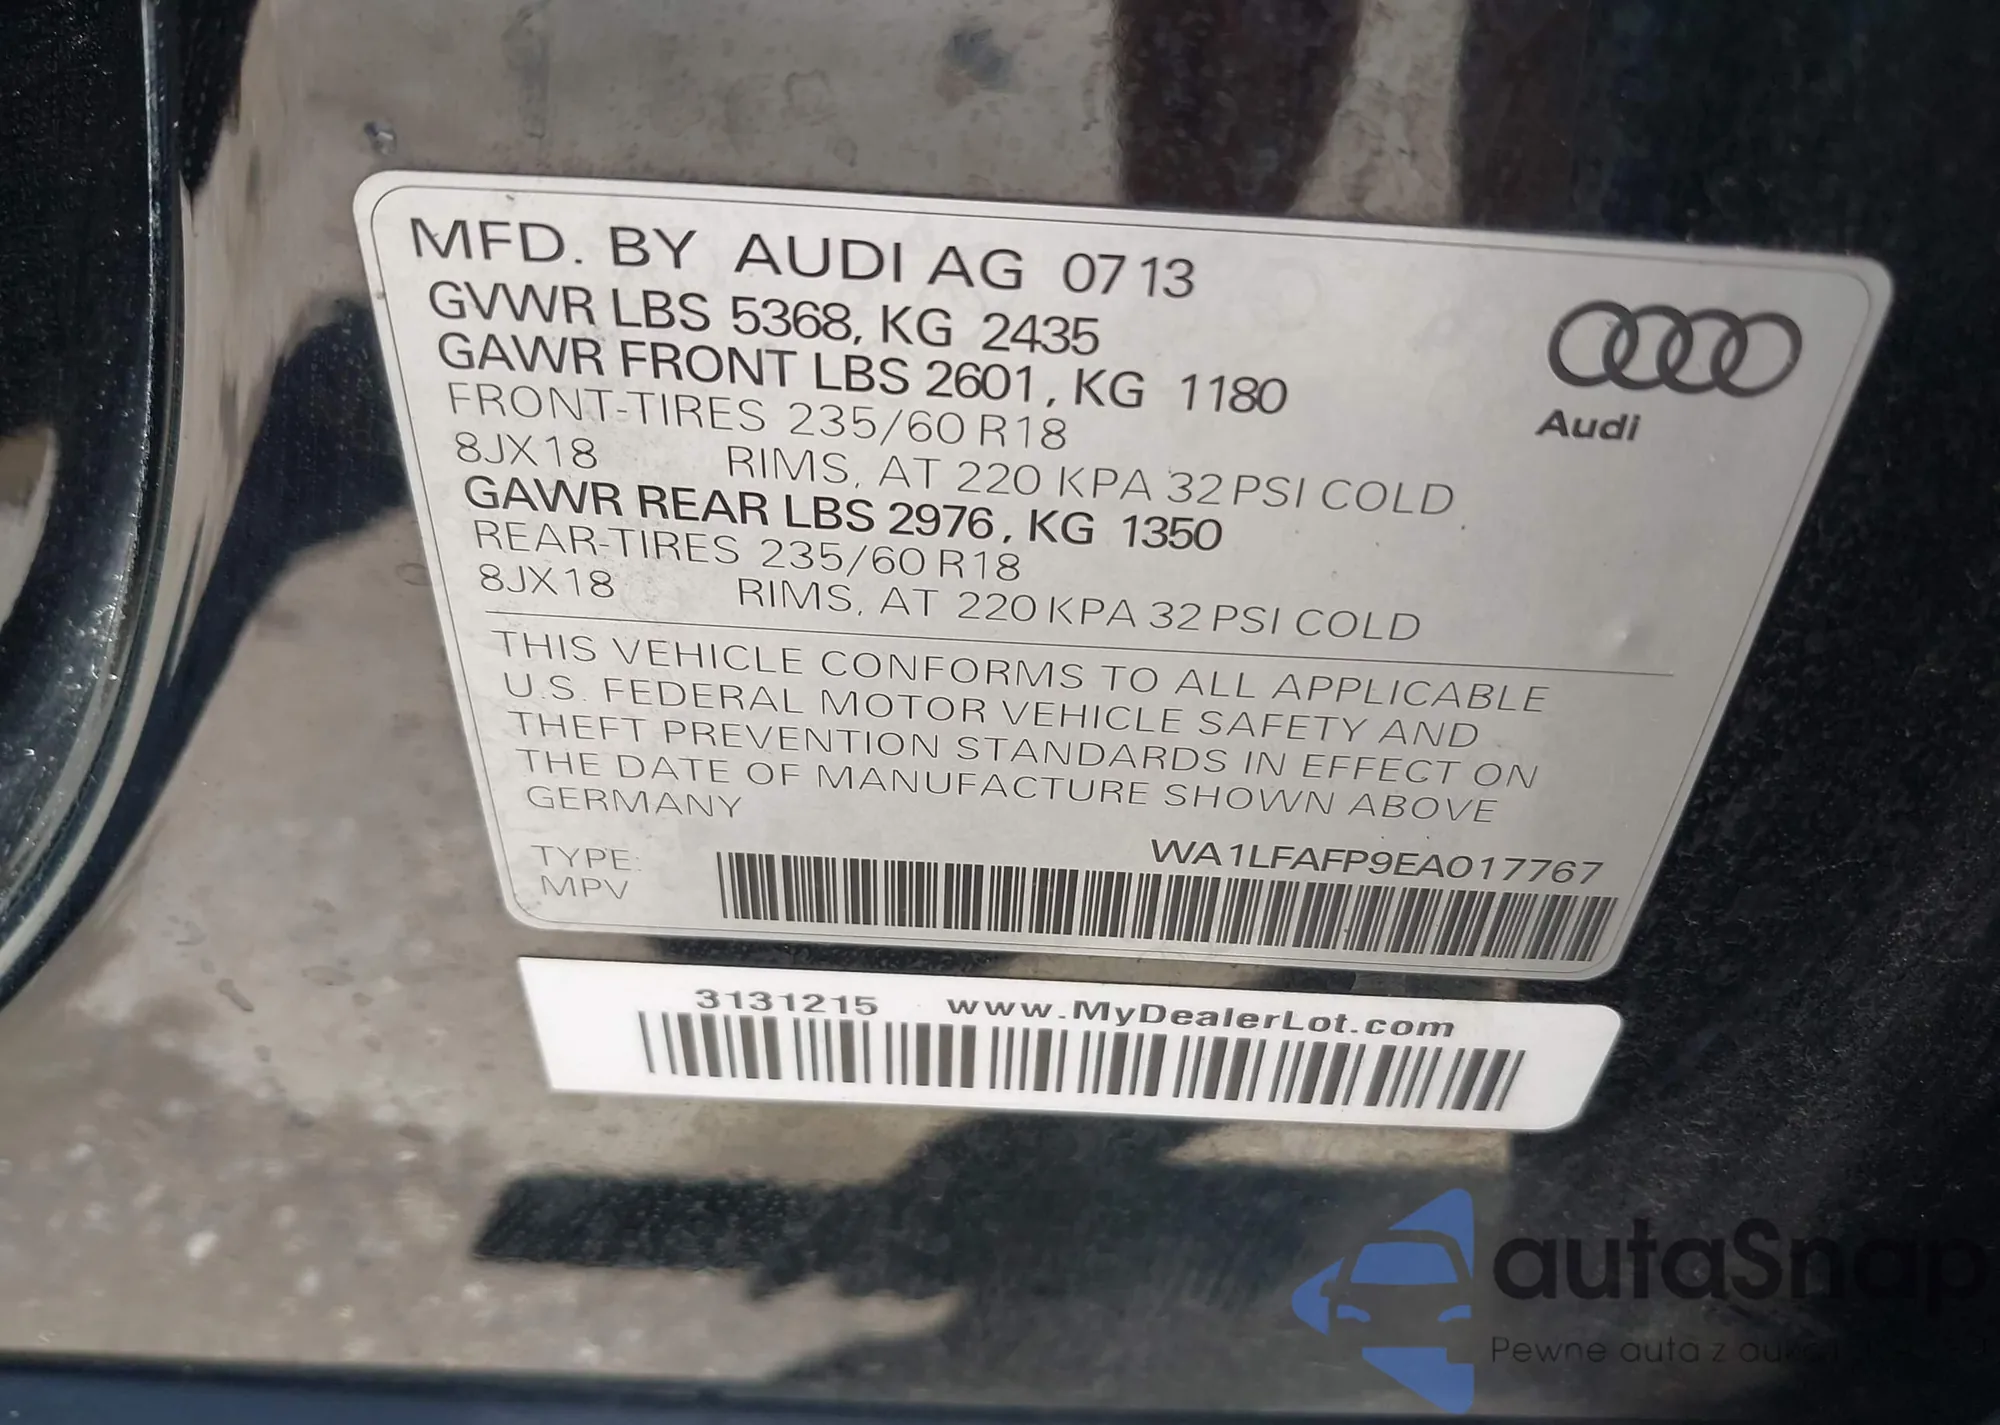 MFD. BY AUDI AG 07 13
GVWR LBS 5368, KG 2435
GAWR FRONT LBS 2601, KG 1180
FRONT-TIRES 235/60 R18
8JX18 RIMS, AT 220 KPA 32 PSI COLD
GAWR REAR LBS 2976, KG 1350
REAR-TIRES 235/60 R18
8JX18 RIMS, AT 220 KPA 32 PSI COLD
Audi
THIS VEHICLE CONFORMS TO ALL APPLICABLE
U.S. FEDERAL MOTOR VEHICLE SAFETY AND
THEFT PREVENTION STANDARDS IN EFFECT ON
THE DATE OF MANUFACTURE SHOWN ABOVE
GERMANY
WA1LFAFP9EA017767
TYPE:
MPV
3131215 www.MyDealerLot.com
autaSnap
Pewne auta z